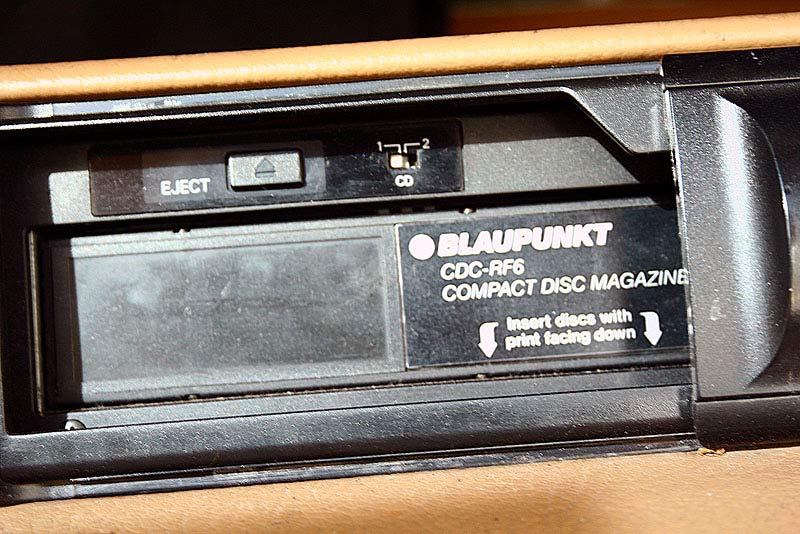 EJECT
1 2
CD
BLAUPUNKT
CDC-RF6
COMPACT DISC MAGAZINE
Insert discs with
print facing down